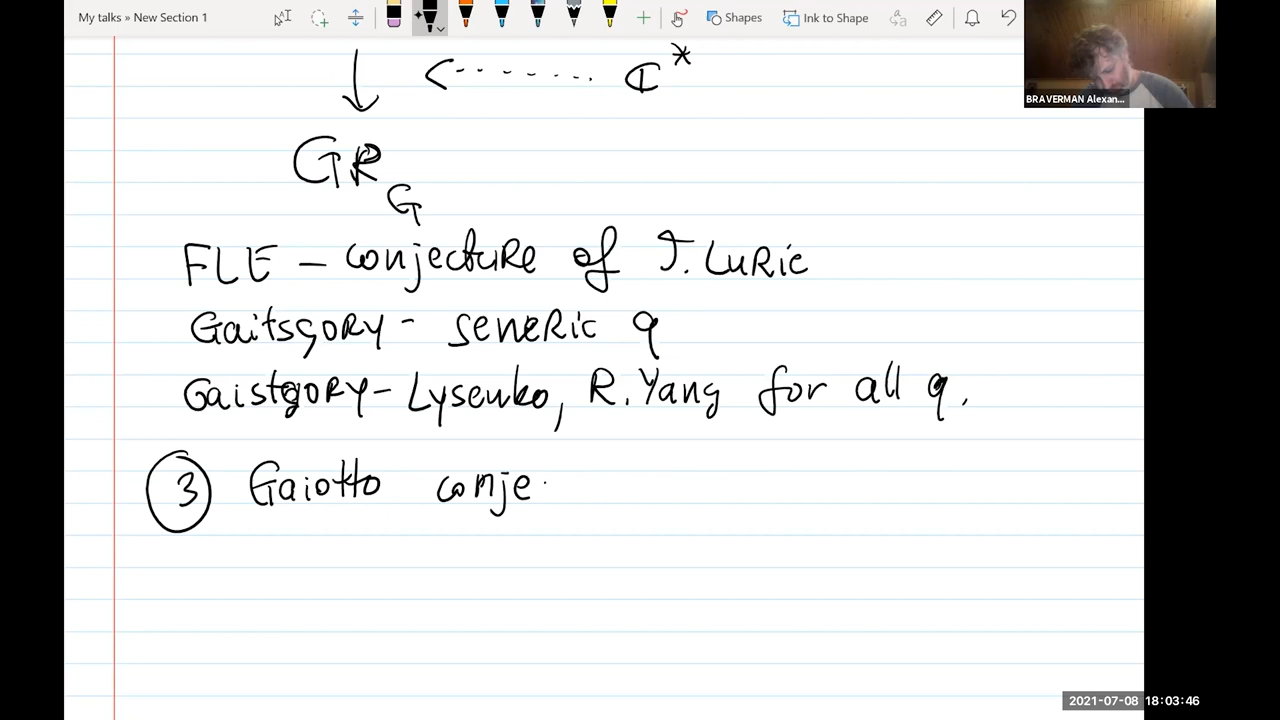 My talks » New Section 1
Shapes
Ink to Shape
BRAVERMAN Alexan...
ℂ*
GR_G
FLE – conjecture of J. Lurie
Gaitsgory – generic q
Gaistgory – Lysenko, R. Yang for all q.
3 Gaiotto conje
2021-07-08 18:03:46